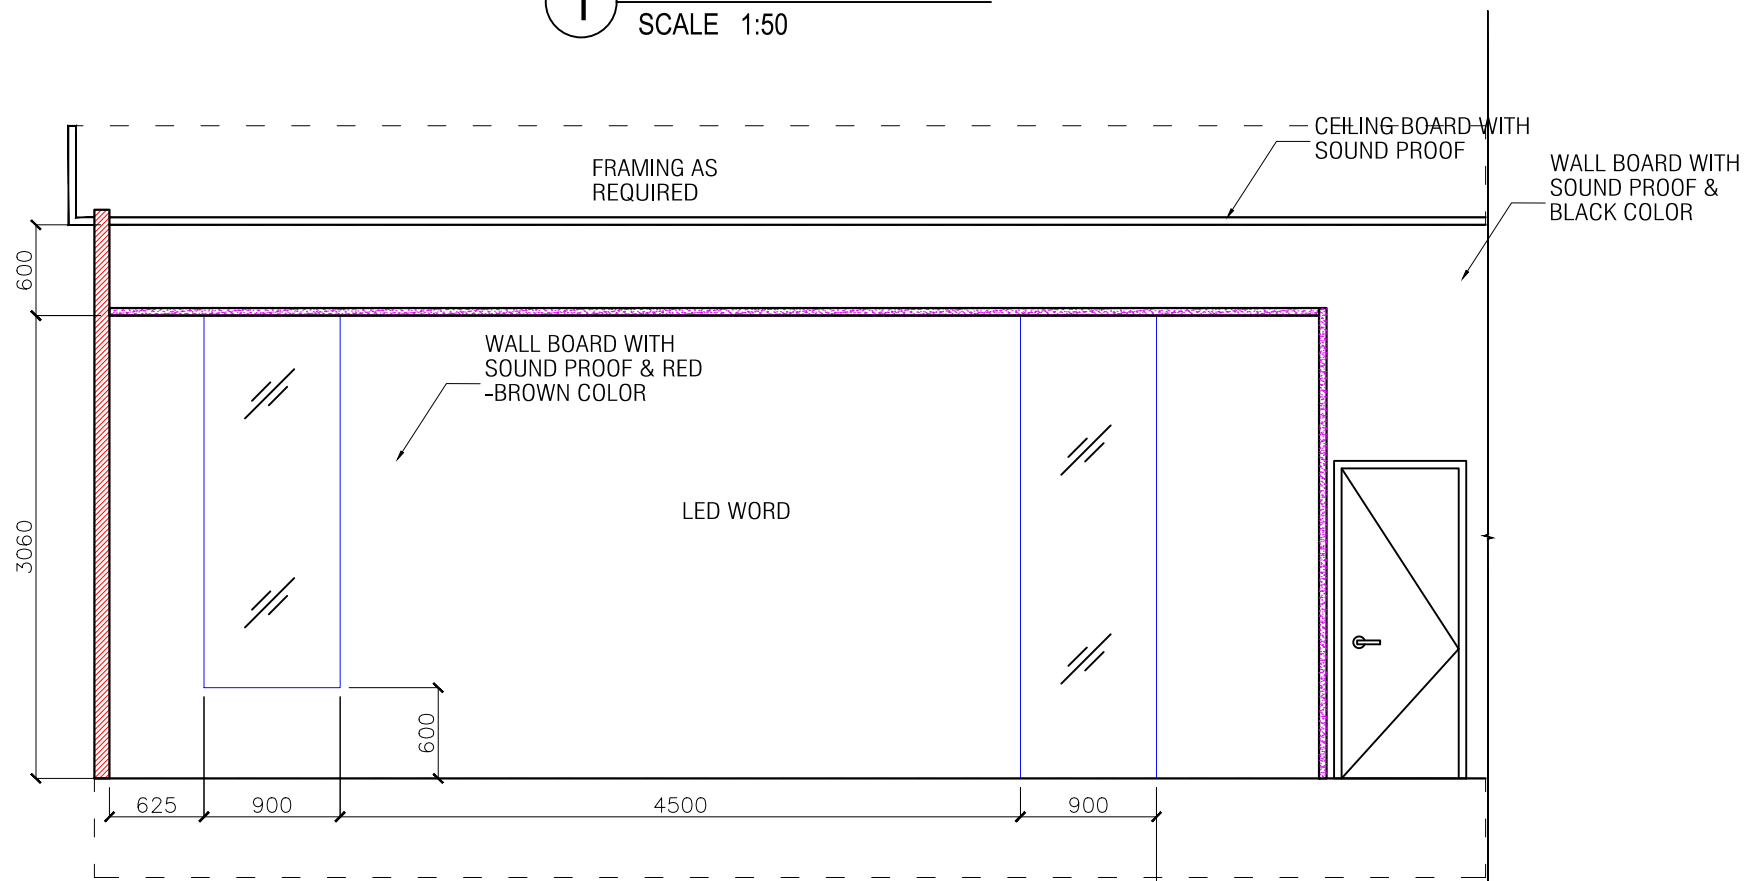 1
SCALE 1:50
CEILING BOARD WITH
SOUND PROOF
FRAMING AS
REQUIRED
WALL BOARD WITH
SOUND PROOF &
BLACK COLOR
600
WALL BOARD WITH
SOUND PROOF & RED
-BROWN COLOR
LED WORD
3060
600
625
900
4500
900